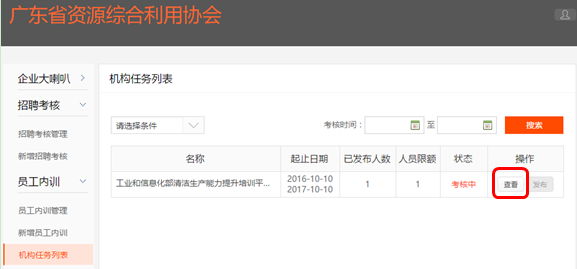 广东省资源综合利用协会
企业大喇叭
招聘考核
招聘考核管理
新增招聘考核
员工内训
员工内训管理
新增员工内训
机构任务列表
机构任务列表
请选择条件 考核时间： 至 搜索
名称 起止日期 已发布人数 人员限额 状态 操作
工业和信息化部清洁生产能力提升培训平... 2016-10-10 1 1 考核中 查看 发布
2017-10-10